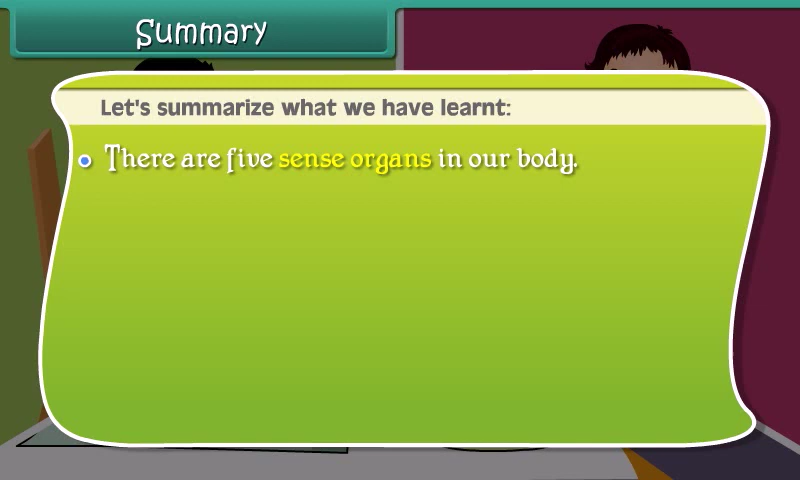 Summary
Let's summarize what we have learnt:
There are five sense organs in our body.